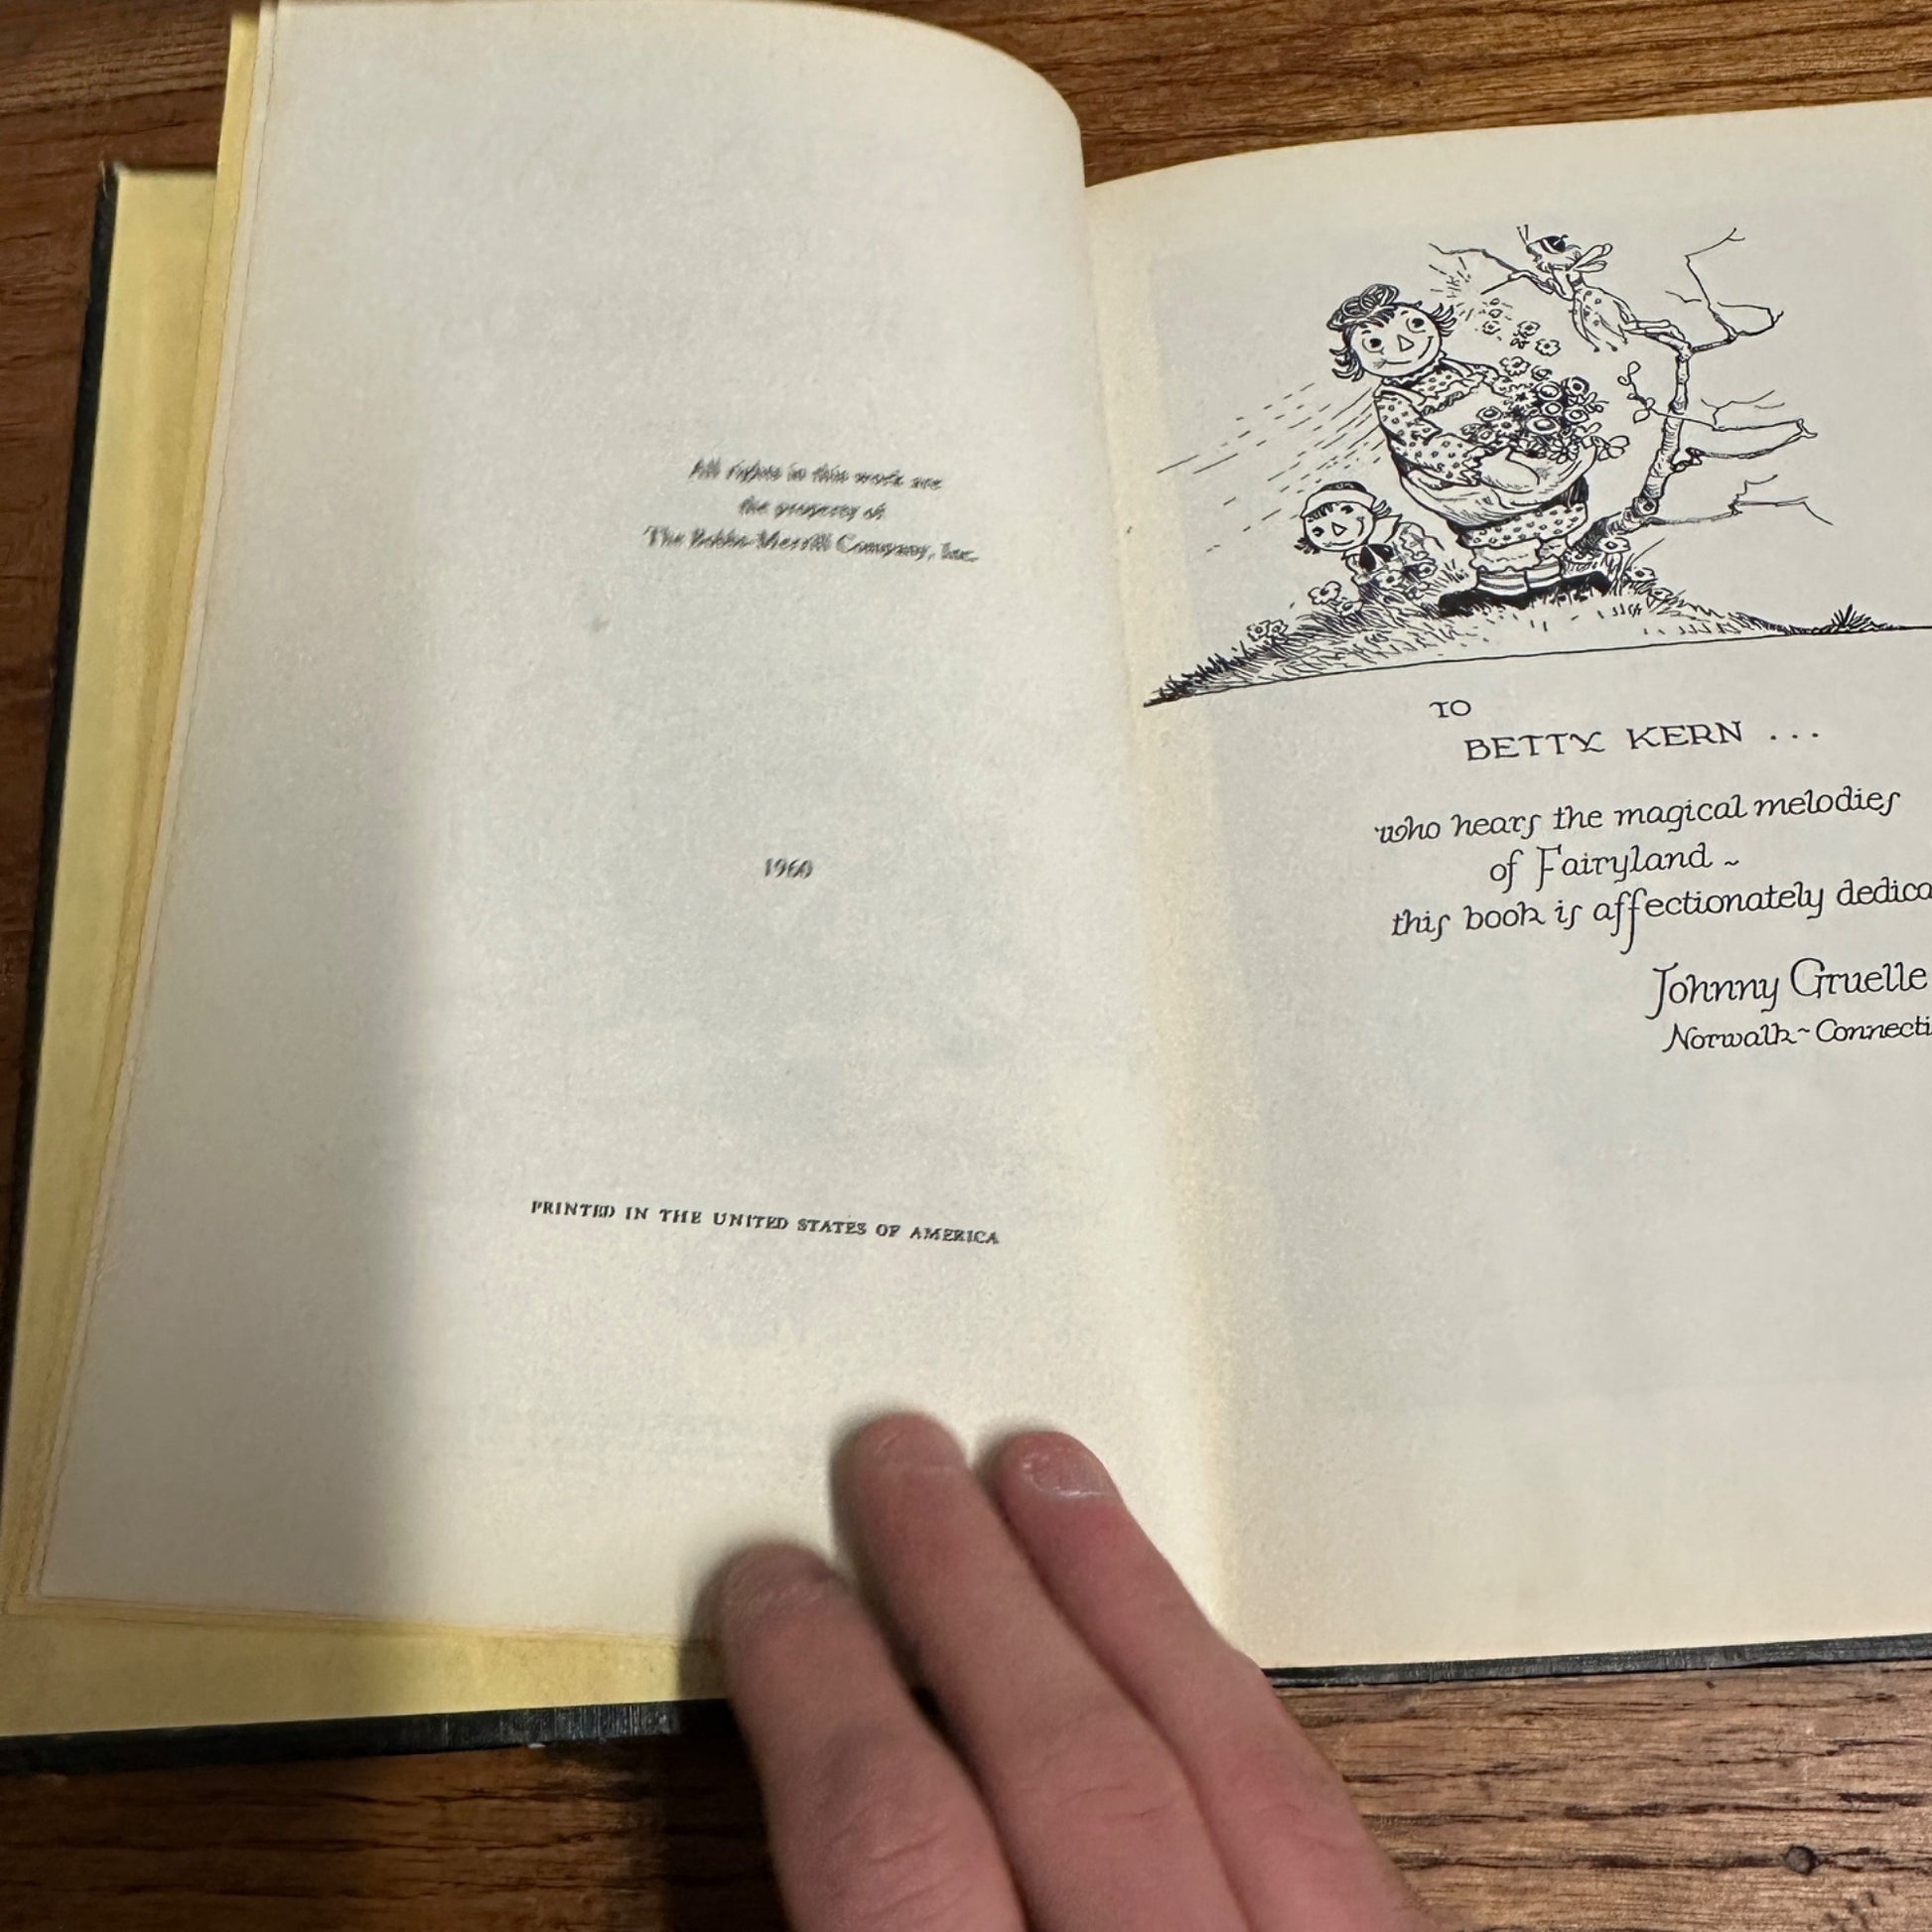 All rights in this work are
the property of
The Bobbs-Merrill Company, Inc.
1960
PRINTED IN THE UNITED STATES OF AMERICA
TO
BETTY KERN ...
who hears the magical melodies
of Fairyland ~
this book is affectionately dedica
Johnny Gruelle
Norwalk ~ Connecti